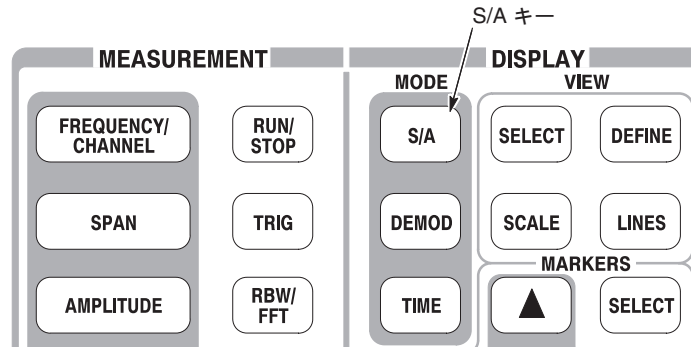 S/A キー
MEASUREMENT
DISPLAY
MODE
VIEW
FREQUENCY/
CHANNEL
RUN/
STOP
S/A
SELECT
DEFINE
SPAN
TRIG
DEMOD
SCALE
LINES
MARKERS
AMPLITUDE
RBW/
FFT
TIME
SELECT